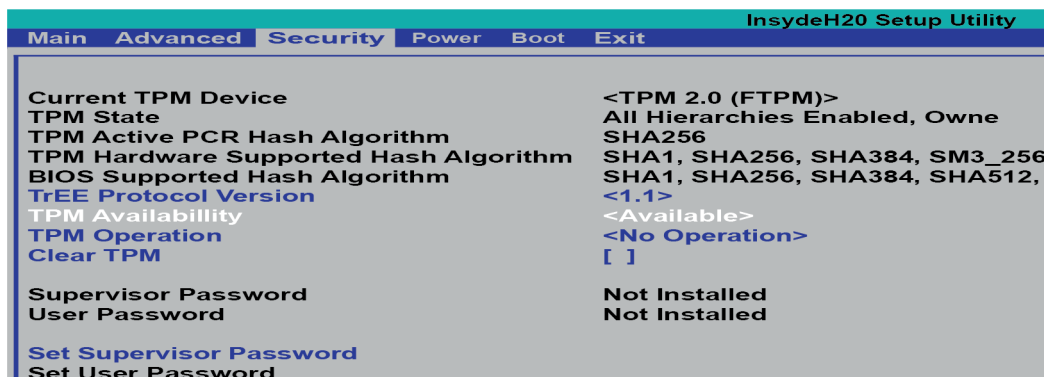 InsydeH20 Setup Utility
Main Advanced Security Power Boot Exit
Current TPM Device <TPM 2.0 (FTPM)>
TPM State All Hierarchies Enabled, Owne
TPM Active PCR Hash Algorithm SHA256
TPM Hardware Supported Hash Algorithm SHA1, SHA256, SHA384, SM3_256
BIOS Supported Hash Algorithm SHA1, SHA256, SHA384, SHA512,
TrEE Protocol Version <1.1>
TPM Availabillity <Available>
TPM Operation <No Operation>
Clear TPM [ ]
Supervisor Password Not Installed
User Password Not Installed
Set Supervisor Password
Set User Password